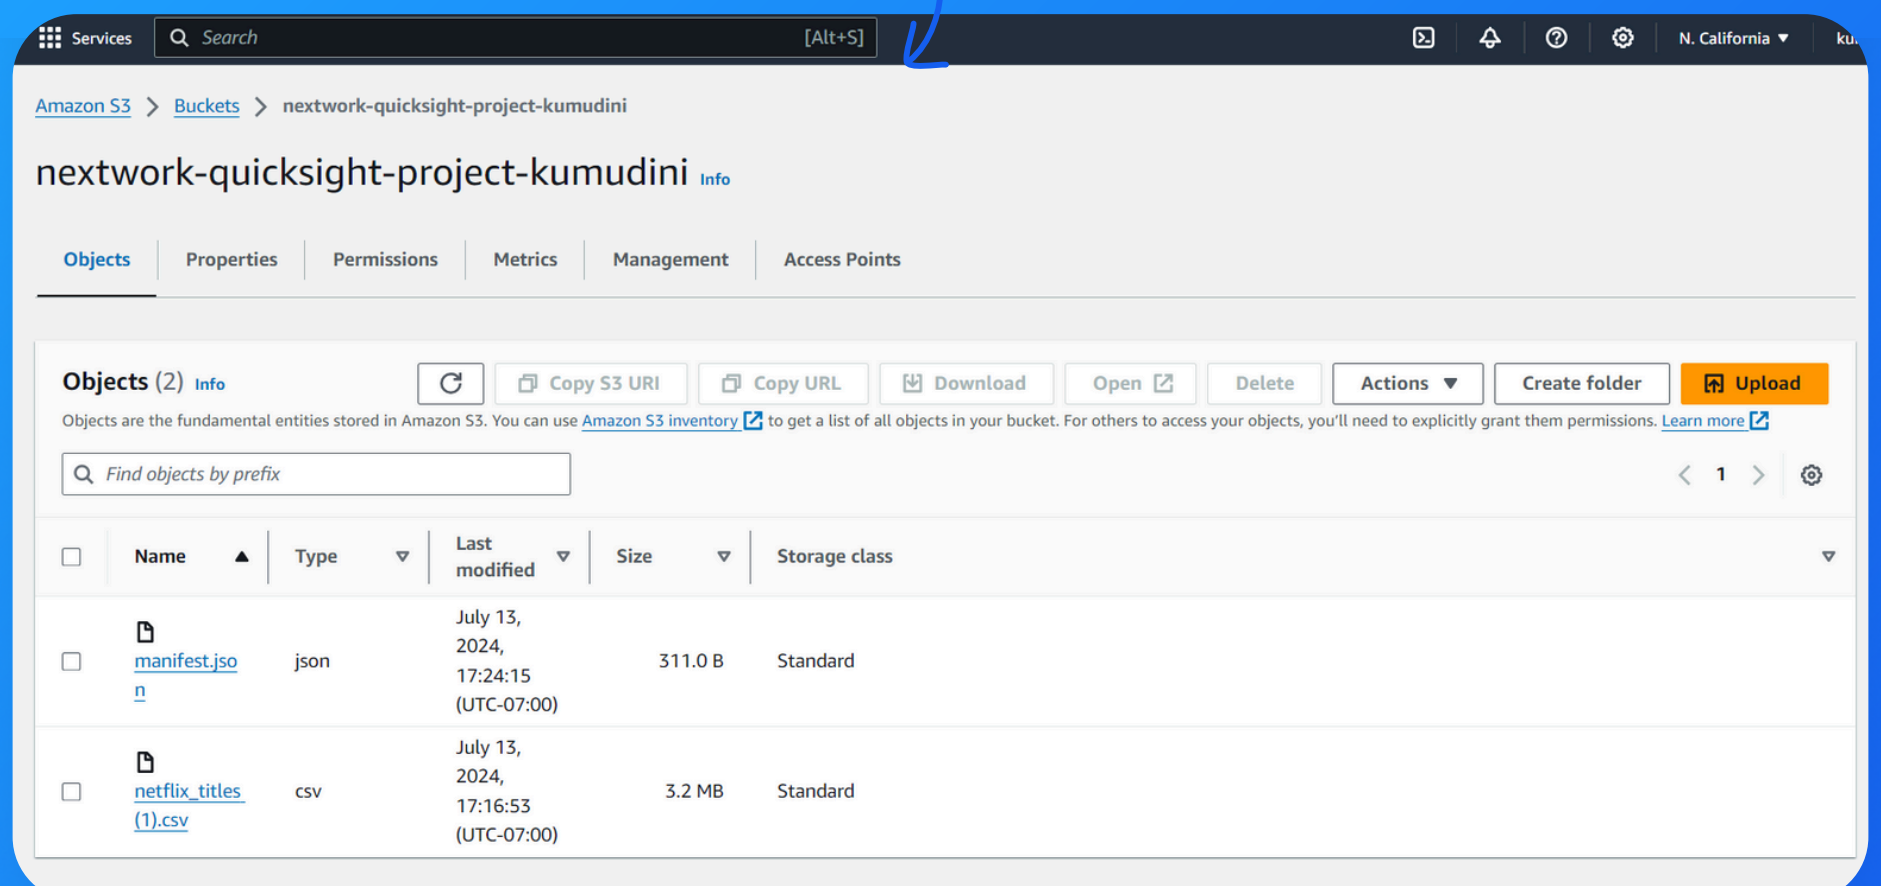 Services Search [Alt+S] N. California
Amazon S3 Buckets nextwork-quicksight-project-kumudini
nextwork-quicksight-project-kumudini Info
Objects Properties Permissions Metrics Management Access Points
Objects (2) Info Copy S3 URI Copy URL Download Open Delete Actions Create folder Upload
Objects are the fundamental entities stored in Amazon S3. You can use Amazon S3 inventory to get a list of all objects in your bucket. For others to access your objects, you'll need to explicitly grant them permissions. Learn more
Find objects by prefix 1
Name Type Last modified Size Storage class
manifest.jso
n
json
July 13,
2024,
17:24:15
(UTC-07:00)
311.0 B
Standard
netflix_titles
(1).csv
csv
July 13,
2024,
17:16:53
(UTC-07:00)
3.2 MB
Standard